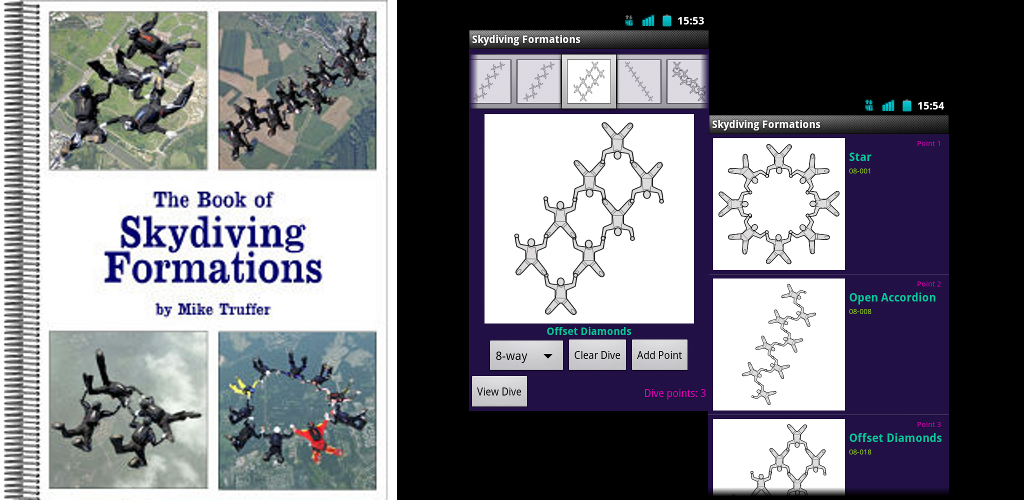 The Book of
Skydiving
Formations
by Mike Truffer
15:53
Skydiving Formations
Offset Diamonds
8-way
Clear Dive
Add Point
View Dive
Dive points: 3
15:54
Skydiving Formations
Point 1
Star
08-001
Point 2
Open Accordion
08-008
Point 3
Offset Diamonds
08-018